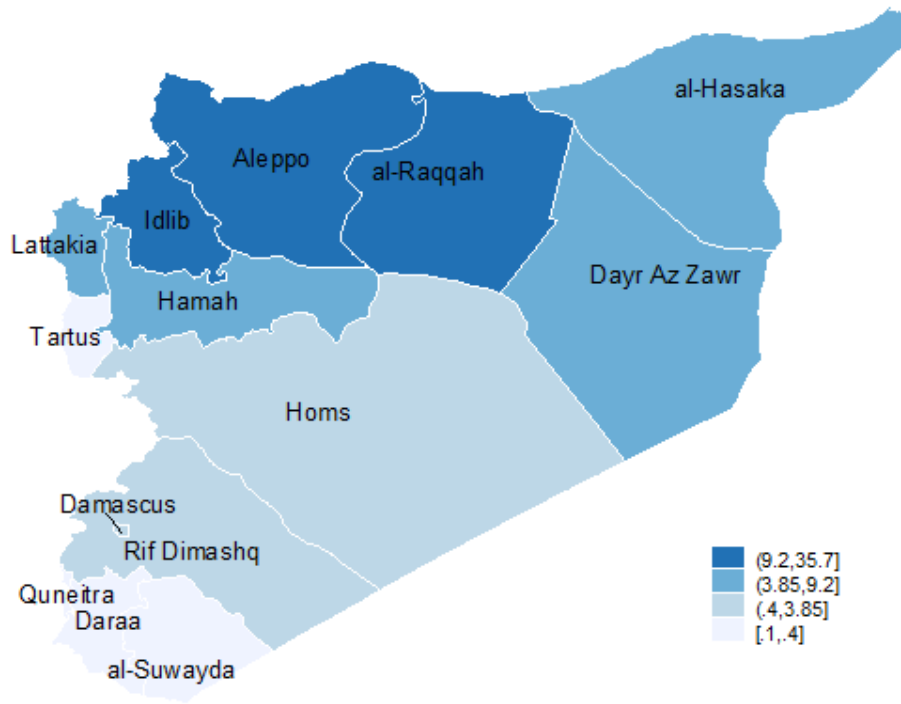 al-Hasaka
Aleppo
al-Raqqah
Idlib
Lattakia
Dayr Az Zawr
Hamah
Tartus
Homs
Damascus
Rif Dimashq
Quneitra
Daraa
al-Suwayda
(9.2,35.7]
(3.85,9.2]
(.4,3.85]
[.1,.4]